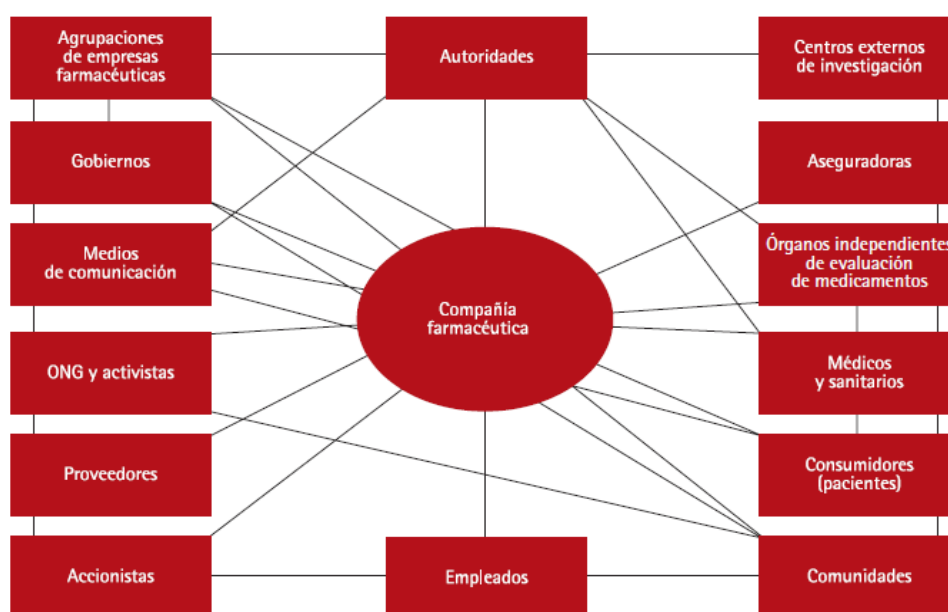 Agrupaciones
de empresas
farmacéuticas
Autoridades
Centros externos
de investigación
Gobiernos
Aseguradoras
Medios
de comunicación
Órganos independientes
de evaluación
de medicamentos
Compañía
farmacéutica
ONG y activistas
Médicos
y sanitarios
Proveedores
Consumidores
(pacientes)
Accionistas
Empleados
Comunidades